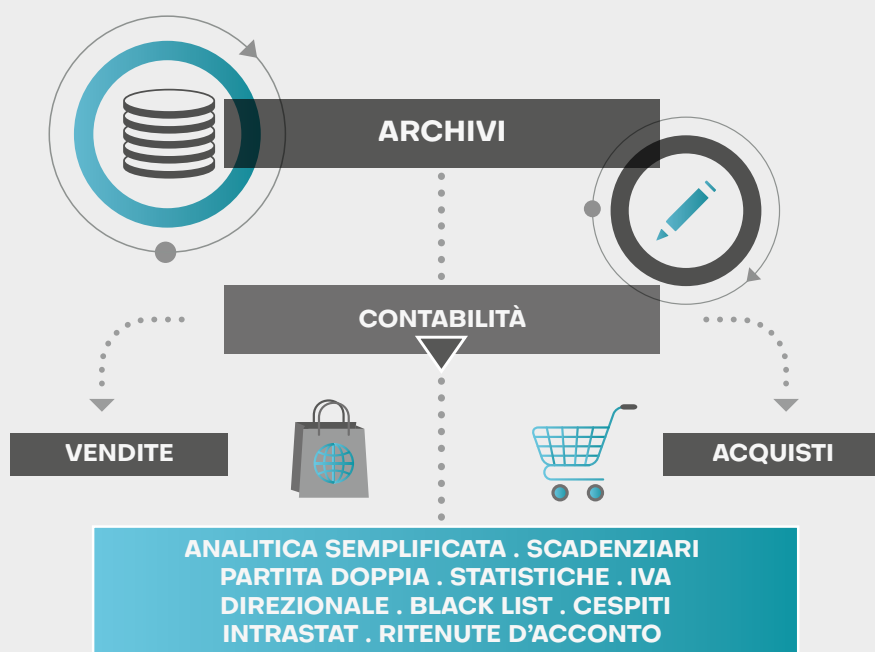 ARCHIVI
CONTABILITÀ
VENDITE
ACQUISTI
ANALITICA SEMPLIFICATA . SCADENZIARI
PARTITA DOPPIA . STATISTICHE . IVA
DIREZIONALE . BLACK LIST . CESPITI
INTRASTAT . RITENUTE D'ACCONTO